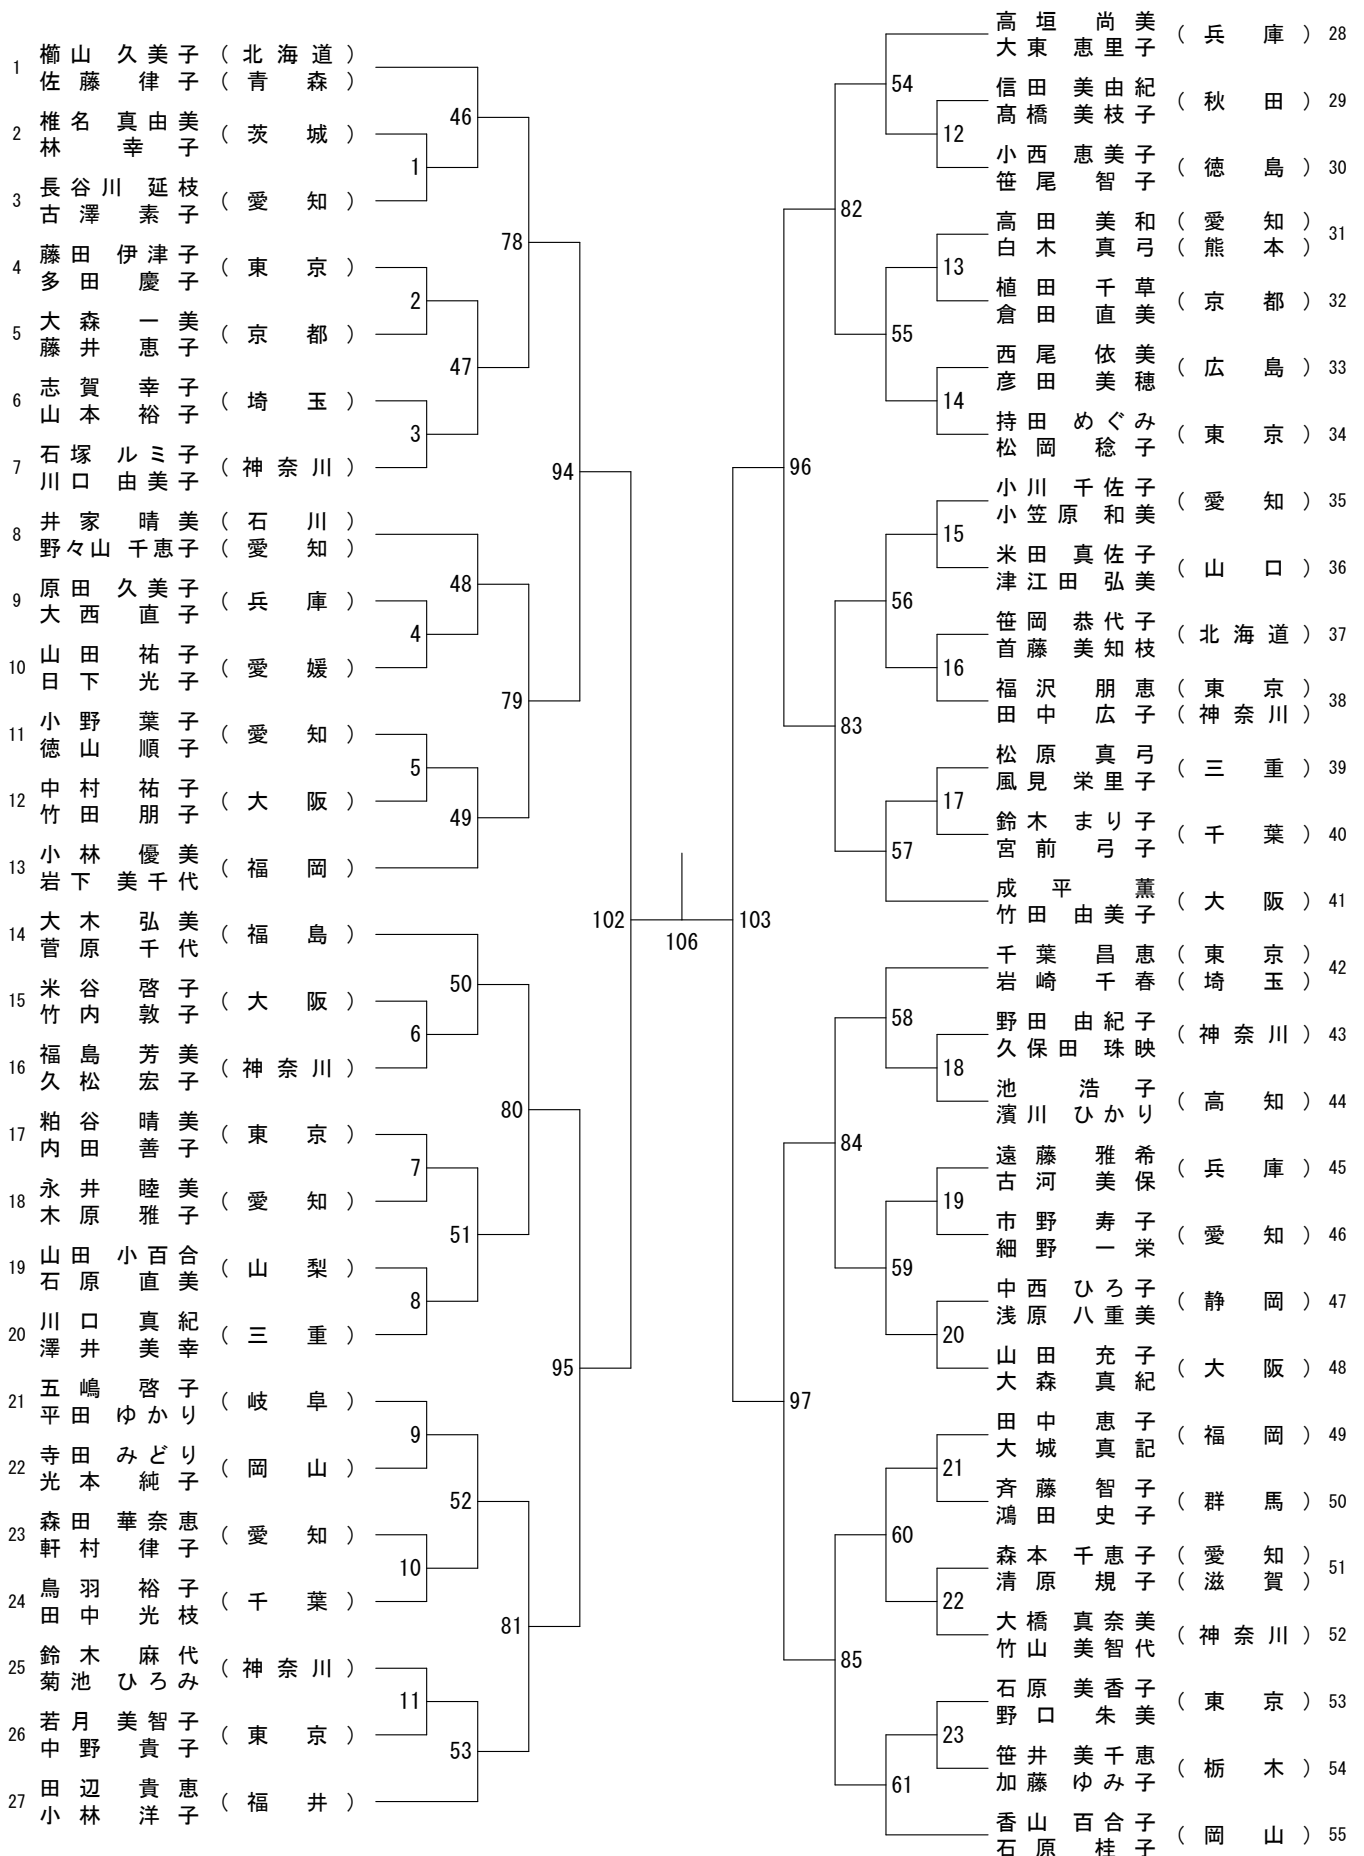 1 櫛山 久美子 (北海道)
佐藤 律子 (青森)
2 椎名 真由美 (茨城)
林 幸子
3 長谷川 延枝 (愛知)
古澤 素子
4 藤田 伊津子 (東京)
多田 慶子
5 大森 一美 (京都)
藤井 恵子
6 志賀 幸子 (埼玉)
山本 裕子
7 石塚 ルミ子 (神奈川)
川口 由美子
8 井家 晴美 (石川)
野々山 千恵子 (愛知)
9 原田 久美子 (兵庫)
大西 直子
10 山田 祐子 (愛媛)
日下 光子
11 小野 葉子 (愛知)
徳山 順子
12 中村 祐子 (大阪)
竹田 朋子
13 小林 優美 (福岡)
岩下 美千代
14 大木 弘美 (福島)
菅原 千代
15 米谷 啓子 (大阪)
竹内 敦子
16 福島 芳美 (神奈川)
久松 宏子
17 粕谷 晴美 (東京)
内田 善子
18 永井 睦美 (愛知)
木原 雅子
19 山田 小百合 (山梨)
石原 直美
20 川口 真紀 (三重)
澤井 美幸
21 五嶋 啓子 (岐阜)
平田 ゆかり
22 寺田 みどり (岡山)
光本 純子
23 森田 華奈恵 (愛知)
軒村 律子
24 鳥羽 裕子 (千葉)
田中 光枝
25 鈴木 麻代 (神奈川)
菊池 ひろみ
26 若月 美智子 (東京)
中野 貴子
27 田辺 貴恵 (福井)
小林 洋子
46
1
78
2
47
3
94
48
4
79
5
49
102
50
6
80
7
51
8
95
9
52
10
81
11
53
106
103
54
12
82
13
55
14
96
15
56
16
83
17
57
58
18
84
19
59
20
97
21
60
22
85
23
61
高垣 尚美 (兵庫) 28
大東 恵里子
信田 美由紀 (秋田) 29
髙橋 美枝子
小西 恵美子 (徳島) 30
笹尾 智子
高田 美和 (愛知) 31
白木 真弓 (熊本)
植田 千草 (京都) 32
倉田 直美
西尾 依美 (広島) 33
彦田 美穂
持田 めぐみ (東京) 34
松岡 稔子
小川 千佐子 (愛知) 35
小笠原 和美
米田 真佐子 (山口) 36
津江田 弘美
笹岡 恭代子 (北海道) 37
首藤 美知枝
福沢 朋恵 (東京) 38
田中 広子 (神奈川)
松原 真弓 (三重) 39
風見 栄里子
鈴木 まり子 (千葉) 40
宮前 弓子
成平 薫 (大阪) 41
竹田 由美子
千葉 昌恵 (東京) 42
岩崎 千春 (埼玉)
野田 由紀子 (神奈川) 43
久保田 珠映
池 浩子 (高知) 44
濱川 ひかり
遠藤 雅希 (兵庫) 45
古河 美保
市野 寿子 (愛知) 46
細野 一栄
中西 ひろ子 (静岡) 47
浅原 八重美
山田 充子 (大阪) 48
大森 真紀
田中 恵子 (福岡) 49
大城 真記
斉藤 智子 (群馬) 50
鴻田 史子
森本 千恵子 (愛知) 51
清原 規子 (滋賀)
大橋 真奈美 (神奈川) 52
竹山 美智代
石原 美香子 (東京) 53
野口 朱美
笹井 美千恵 (栃木) 54
加藤 ゆみ子
香山 百合子 (岡山) 55
石原 桂子